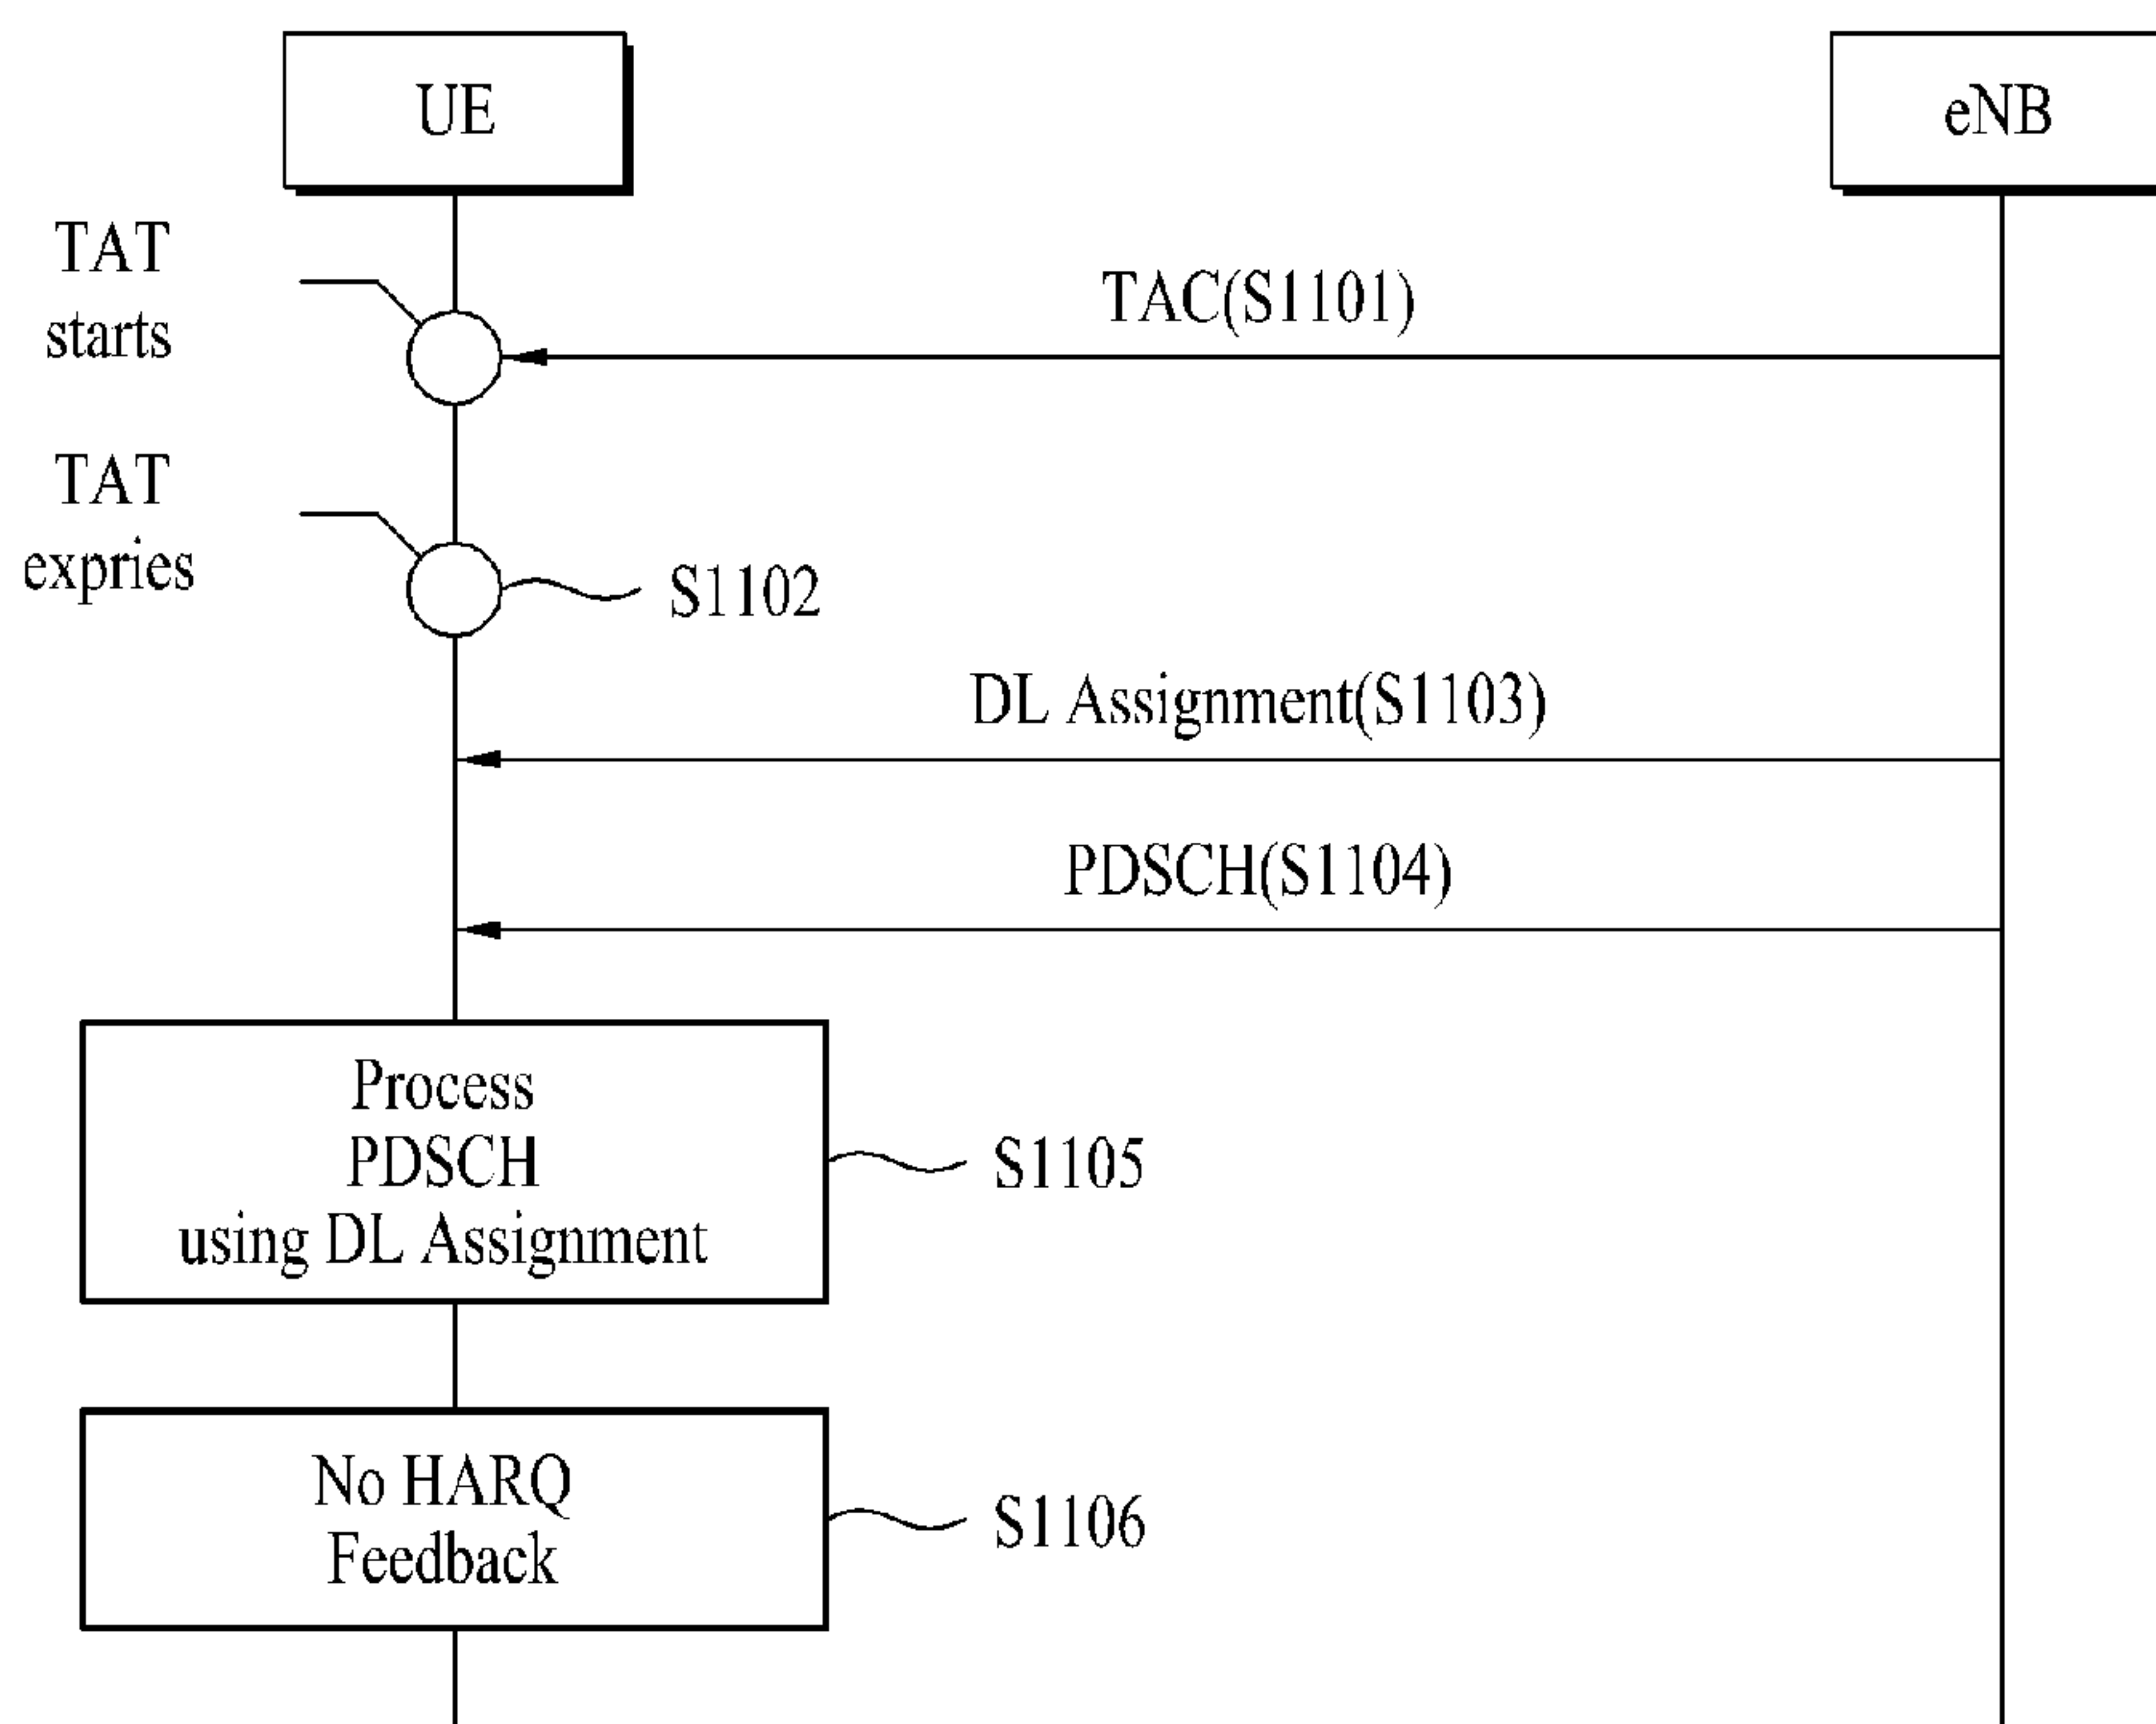 UE
eNB
TAT
starts
TAC(S1101)
TAT
expries
S1102
DL Assignment(S1103)
PDSCH(S1104)
Process
PDSCH
using DL Assignment
S1105
No HARQ
Feedback
S1106